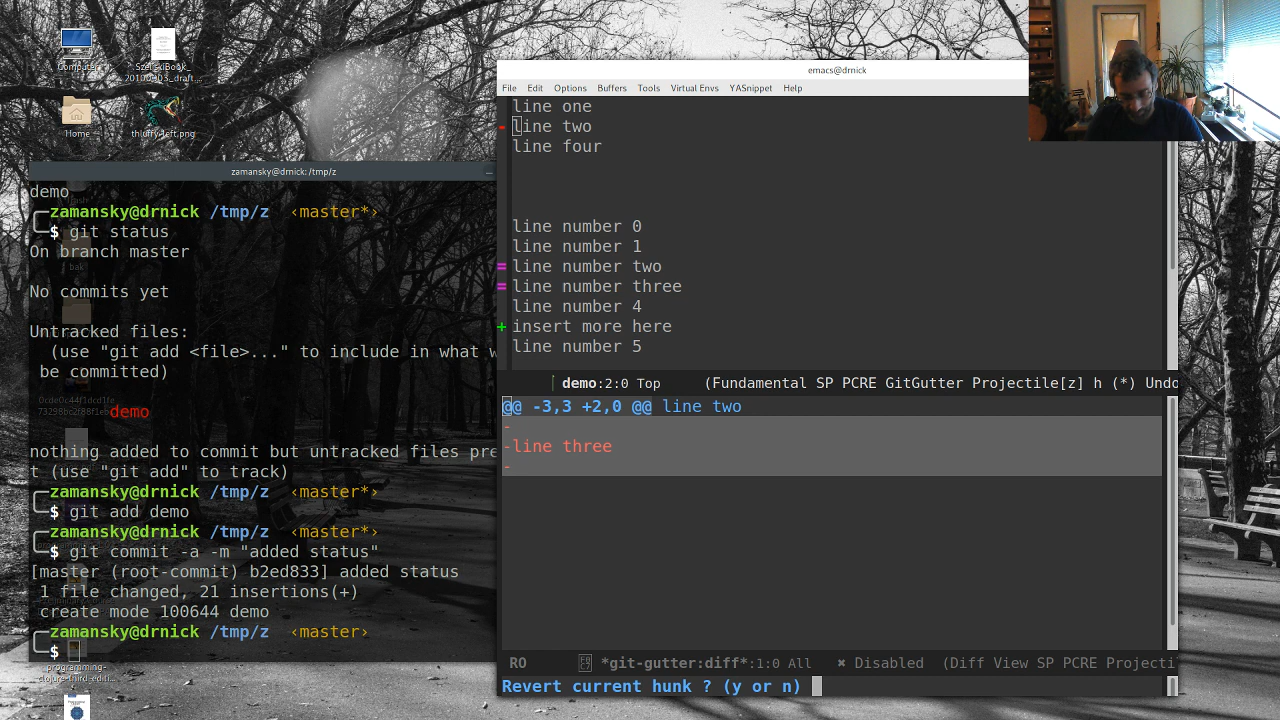 Computer
SzeliskiBook_
20100903_draft...
Home
thluffy-left.png
zamansky@drnick: /tmp/z
demo
zamansky@drnick /tmp/z ‹master*›
$ git status
On branch master
No commits yet
Untracked files:
(use "git add <file>..." to include in what w
be committed)
0cde0c44f1dcd1fe
73298bc2f88f1eb
demo
nothing added to commit but untracked files pre
t (use "git add" to track)
zamansky@drnick /tmp/z ‹master*›
$ git add demo
zamansky@drnick /tmp/z ‹master*›
$ git commit -a -m "added status"
[master (root-commit) b2ed833] added status
1 file changed, 21 insertions(+)
create mode 100644 demo
zamansky@drnick /tmp/z ‹master›
$
programming-
clojure-third-editi...
emacs@drnick
File Edit Options Buffers Tools Virtual Envs YASnippet Help
line one
- line two
line four
line number 0
line number 1
= line number two
= line number three
line number 4
+ insert more here
line number 5
demo:2:0 Top (Fundamental SP PCRE GitGutter Projectile[z] h (*) Undo
@@ -3,3 +2,0 @@ line two
-
-line three
-
RO *git-gutter:diff*:1:0 All ✖ Disabled (Diff View SP PCRE Projecti
Revert current hunk ? (y or n)